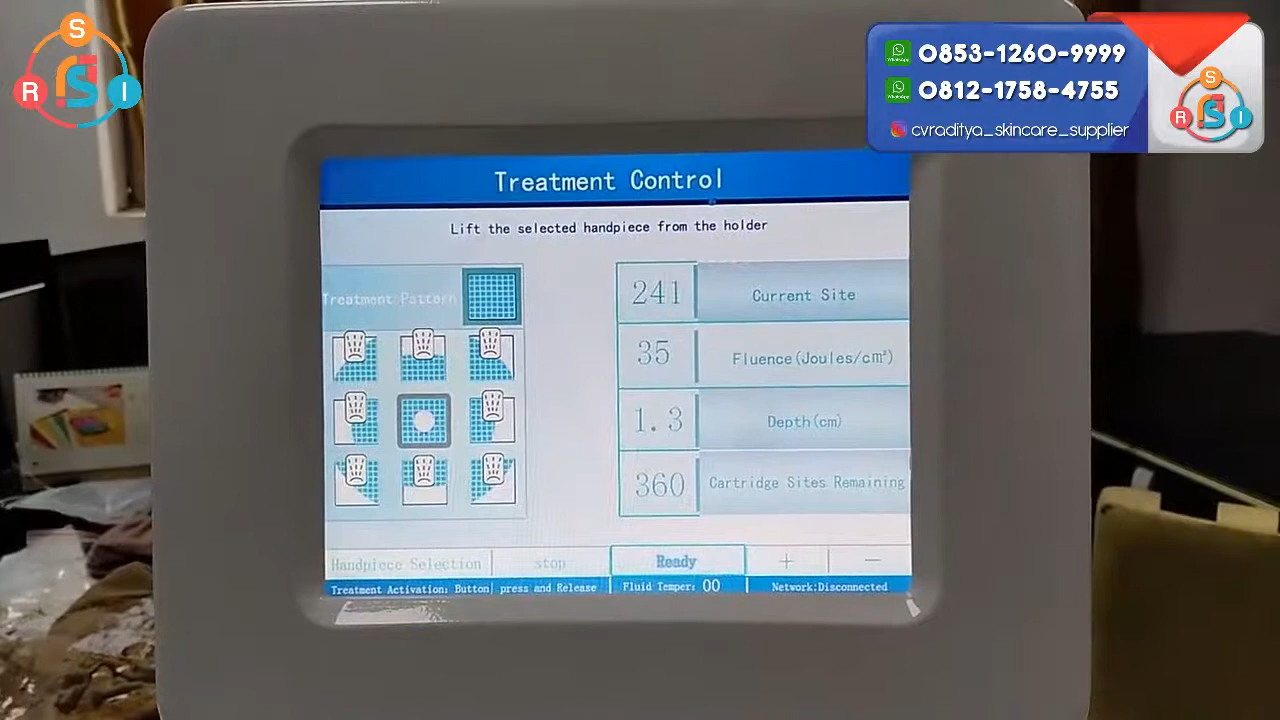 S
R
I
0853-1260-9999
0812-1758-4755
cvraditya_skincare_supplier
S
R
I
Treatment Control
Lift the selected handpiece from the holder
Treatment Pattern
241 Current Site
35 Fluence(Joules/cm²)
1.3 Depth(cm)
360 Cartridge Sites Remaining
Handpiece Selection stop Ready + −
Treatment Activation: Button press and Release Fluid Temper: 00 Network:Disconnected